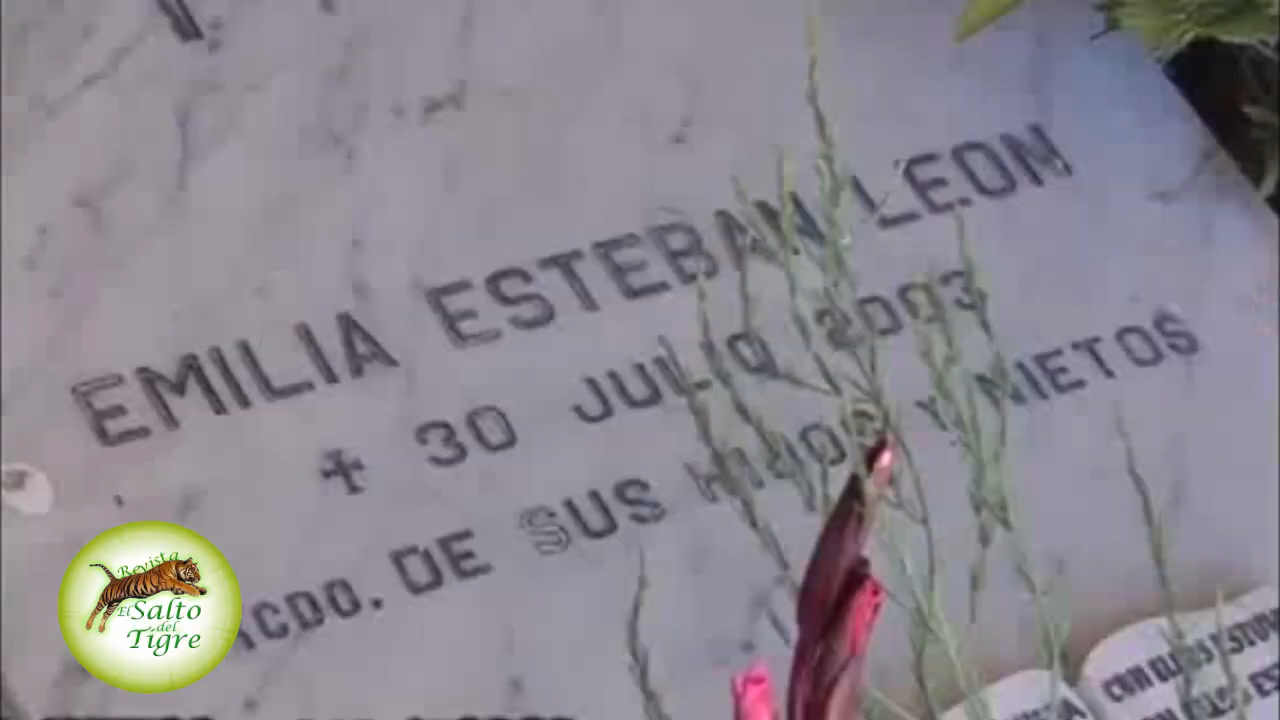 EMILIA ESTEBAN LEON
✝ 30 JULIO 2003
RCDO. DE SUS HIJOS Y NIETOS
Revista
El Salto
del
Tigre